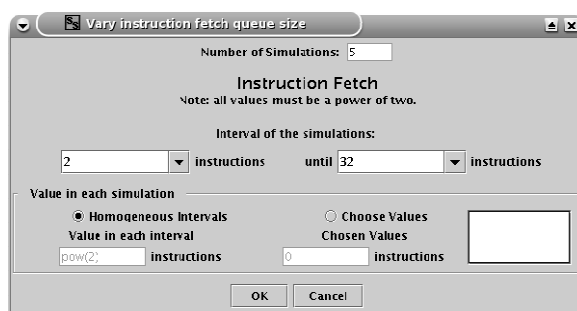 Vary instruction fetch queue size
Number of Simulations: 5
Instruction Fetch
Note: all values must be a power of two.
Interval of the simulations:
2 instructions until 32 instructions
Value in each simulation
Homogeneous Intervals Choose Values
Value in each interval Chosen Values
pow(2) instructions 0 instructions
OK Cancel